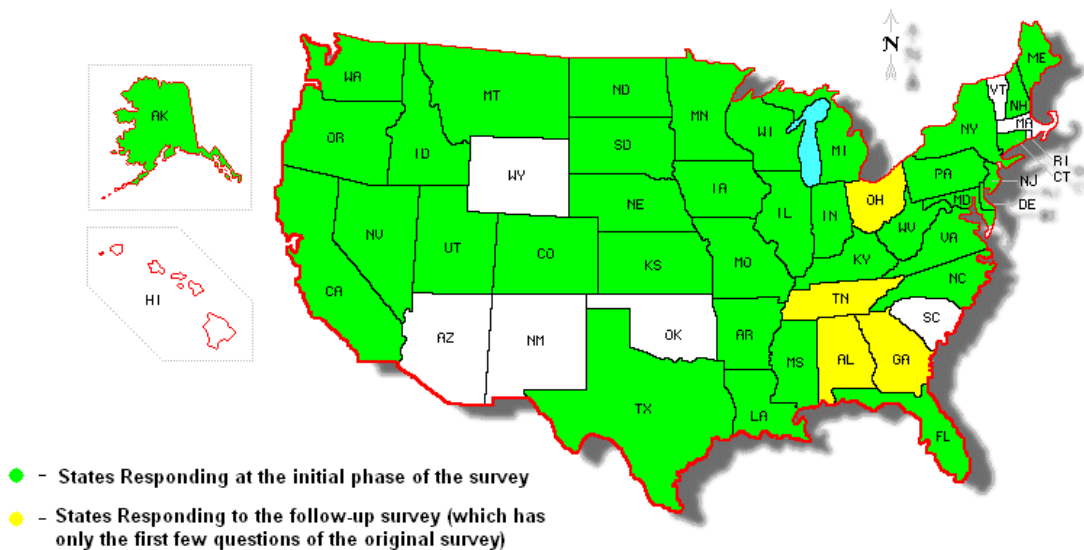 N
ME
WA
VT
MT
ND
AK
NH
MN
MA
OR
NY
WI
ID
SD
MI
RI
WY
PA
CT
IA
NJ
NE
OH
MD
DE
IL
IN
NV
WV
VA
UT
CO
KS
MO
KY
CA
NC
HI
TN
SC
AZ
NM
OK
AR
MS
AL
GA
TX
LA
FL
- States Responding at the initial phase of the survey
- States Responding to the follow-up survey (which has
only the first few questions of the original survey)